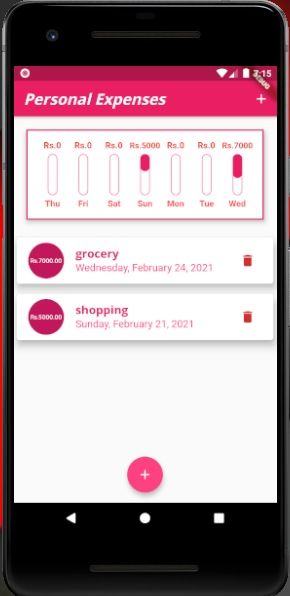 7:15
DEBUG
Personal Expenses
+
Rs.0 Rs.0 Rs.0 Rs.5000 Rs.0 Rs.0 Rs.7000
Thu Fri Sat Sun Mon Tue Wed
Rs.7000.00
grocery
Wednesday, February 24, 2021
Rs.5000.00
shopping
Sunday, February 21, 2021
+